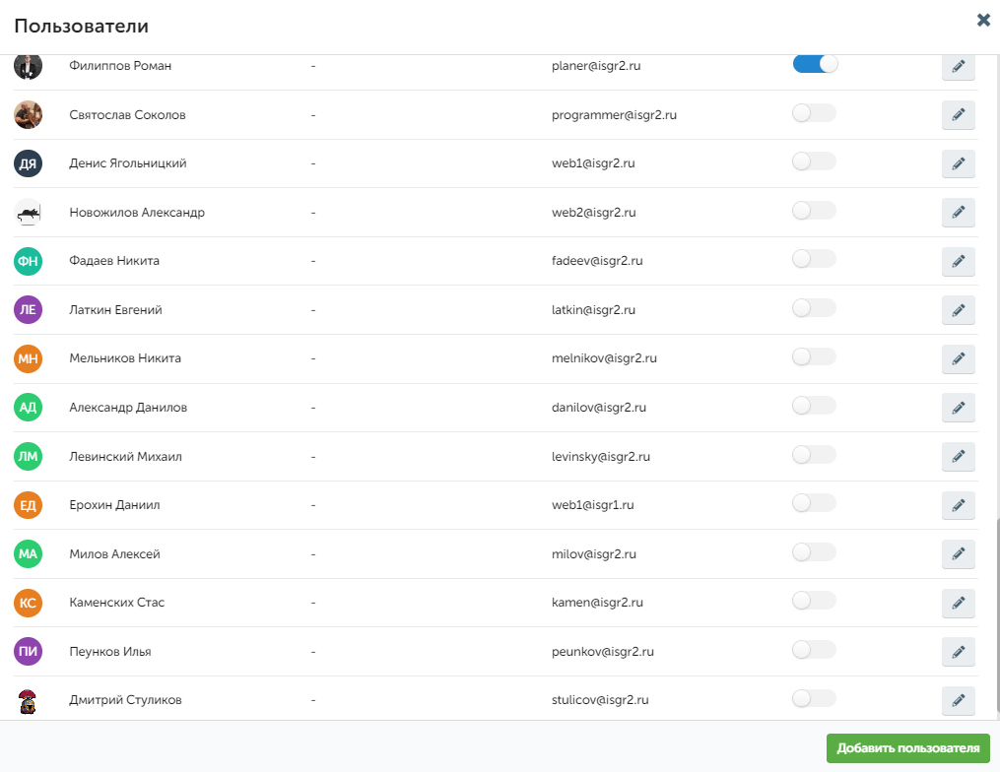 Пользователи
Филиппов Роман - planer@isgr2.ru
Святослав Соколов - programmer@isgr2.ru
ДЯ Денис Ягольницкий - web1@isgr2.ru
Новожилов Александр - web2@isgr2.ru
ФН Фадаев Никита - fadeev@isgr2.ru
ЛЕ Латкин Евгений - latkin@isgr2.ru
МН Мельников Никита - melnikov@isgr2.ru
АД Александр Данилов - danilov@isgr2.ru
ЛМ Левинский Михаил - levinsky@isgr2.ru
ЕД Ерохин Даниил - web1@isgr1.ru
МА Милов Алексей - milov@isgr2.ru
КС Каменских Стас - kamen@isgr2.ru
ПИ Пеунков Илья - peunkov@isgr2.ru
Дмитрий Стуликов - stulicov@isgr2.ru
Добавить пользователя